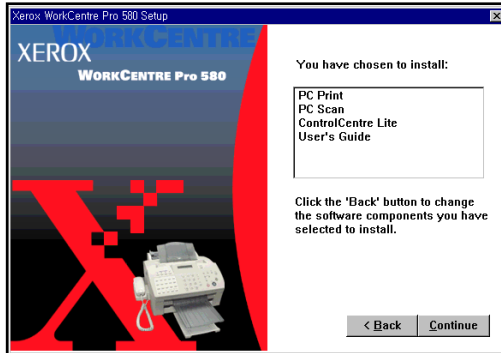 Xerox WorkCentre Pro 580 Setup
WORKCENTRE
XEROX
WORKCENTRE Pro 580
You have chosen to install:
PC Print
PC Scan
ControlCentre Lite
User's Guide
Click the 'Back' button to change
the software components you have
selected to install.
< Back
Continue